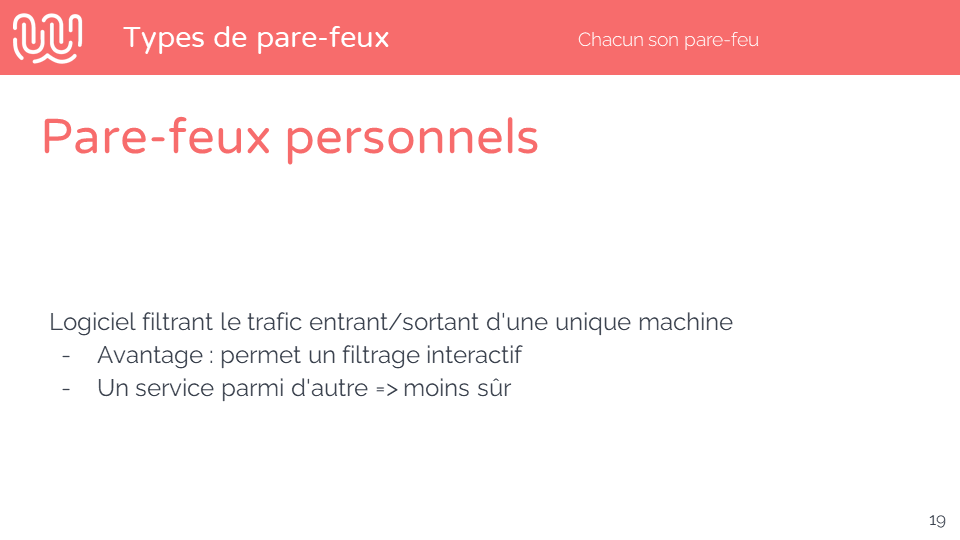 Types de pare-feux
Chacun son pare-feu
Pare-feux personnels
Logiciel filtrant le trafic entrant/sortant d'une unique machine
- Avantage : permet un filtrage interactif
- Un service parmi d'autre => moins sûr
19